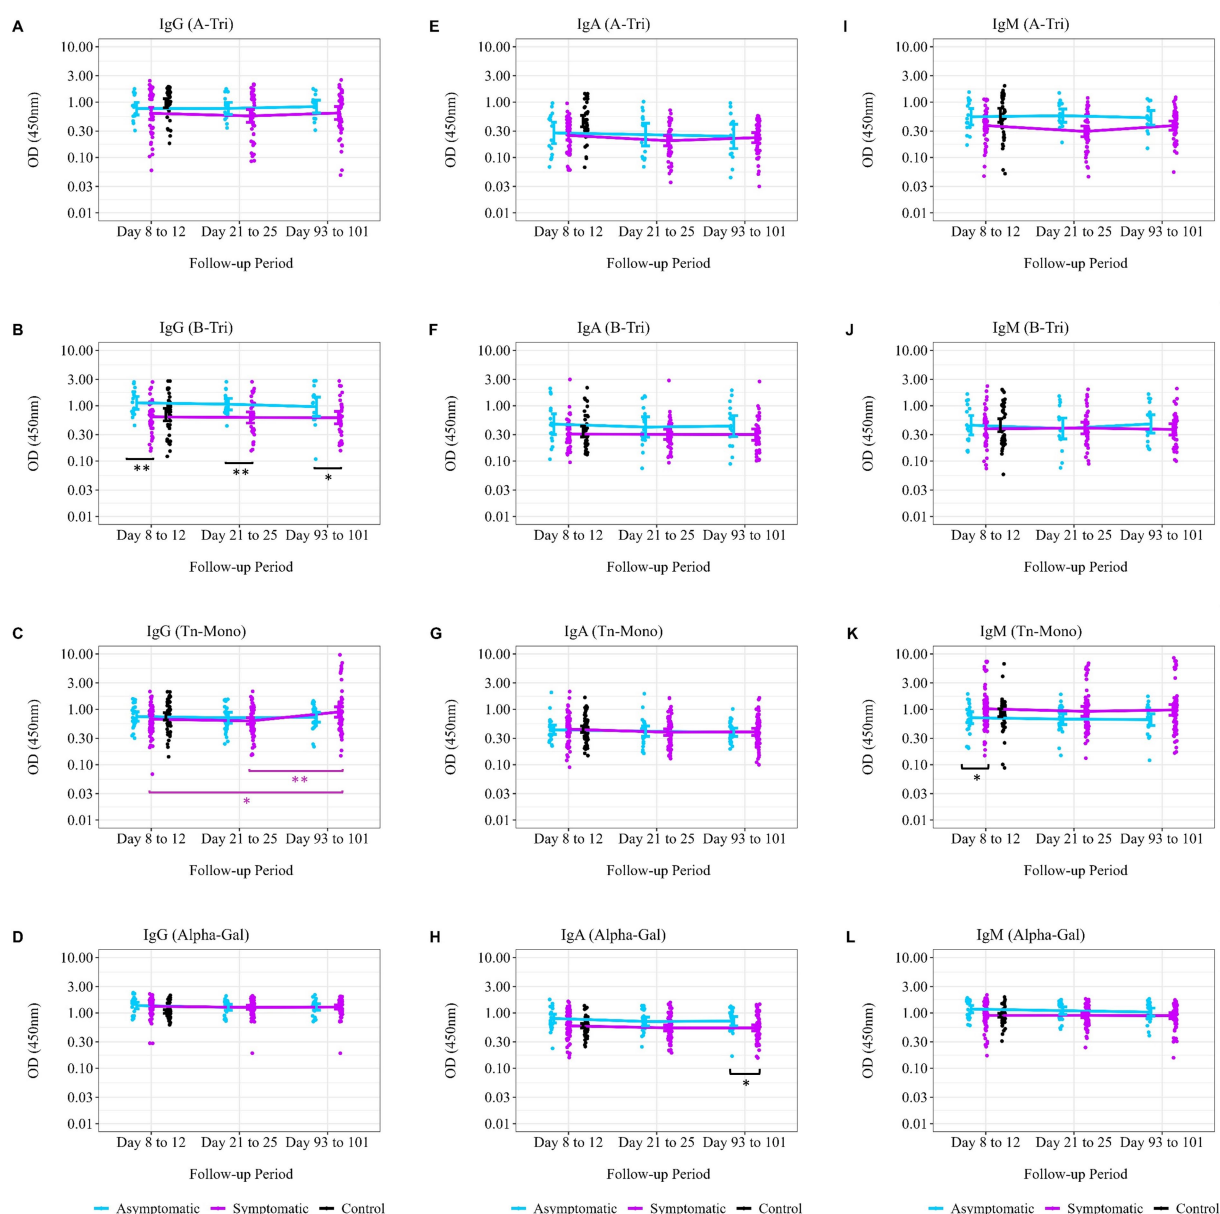 A IgG (A-Tri)
10.00
3.00
1.00
0.30
0.10
0.03
0.01
OD (450nm)
Day 8 to 12 Day 21 to 25 Day 93 to 101
Follow-up Period
E IgA (A-Tri)
10.00
3.00
1.00
0.30
0.10
0.03
0.01
OD (450nm)
Day 8 to 12 Day 21 to 25 Day 93 to 101
Follow-up Period
I IgM (A-Tri)
10.00
3.00
1.00
0.30
0.10
0.03
0.01
OD (450nm)
Day 8 to 12 Day 21 to 25 Day 93 to 101
Follow-up Period
B IgG (B-Tri)
10.00
3.00
1.00
0.30
0.10
0.03
0.01
OD (450nm)
** ** *
Day 8 to 12 Day 21 to 25 Day 93 to 101
Follow-up Period
F IgA (B-Tri)
10.00
3.00
1.00
0.30
0.10
0.03
0.01
OD (450nm)
Day 8 to 12 Day 21 to 25 Day 93 to 101
Follow-up Period
J IgM (B-Tri)
10.00
3.00
1.00
0.30
0.10
0.03
0.01
OD (450nm)
Day 8 to 12 Day 21 to 25 Day 93 to 101
Follow-up Period
C IgG (Tn-Mono)
10.00
3.00
1.00
0.30
0.10
0.03
0.01
OD (450nm)
**
*
Day 8 to 12 Day 21 to 25 Day 93 to 101
Follow-up Period
G IgA (Tn-Mono)
10.00
3.00
1.00
0.30
0.10
0.03
0.01
OD (450nm)
Day 8 to 12 Day 21 to 25 Day 93 to 101
Follow-up Period
K IgM (Tn-Mono)
10.00
3.00
1.00
0.30
0.10
0.03
0.01
OD (450nm)
*
Day 8 to 12 Day 21 to 25 Day 93 to 101
Follow-up Period
D IgG (Alpha-Gal)
10.00
3.00
1.00
0.30
0.10
0.03
0.01
OD (450nm)
Day 8 to 12 Day 21 to 25 Day 93 to 101
Follow-up Period
H IgA (Alpha-Gal)
10.00
3.00
1.00
0.30
0.10
0.03
0.01
OD (450nm)
*
Day 8 to 12 Day 21 to 25 Day 93 to 101
Follow-up Period
L IgM (Alpha-Gal)
10.00
3.00
1.00
0.30
0.10
0.03
0.01
OD (450nm)
Day 8 to 12 Day 21 to 25 Day 93 to 101
Follow-up Period
Asymptomatic Symptomatic Control
Asymptomatic Symptomatic Control
Asymptomatic Symptomatic Control